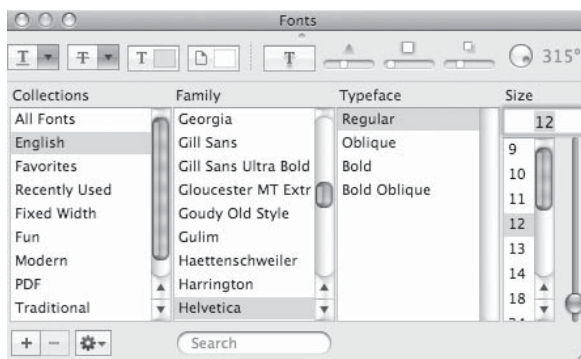 Fonts
T T T T 315°
Collections Family Typeface Size
All Fonts Georgia Regular 12
English Gill Sans Oblique 9
Favorites Gill Sans Ultra Bold Bold 10
Recently Used Gloucester MT Extr Bold Oblique 11
Fixed Width Goudy Old Style 12
Fun Gulim 13
Modern Haettenschweiler 14
PDF Harrington 18
Traditional Helvetica
Search